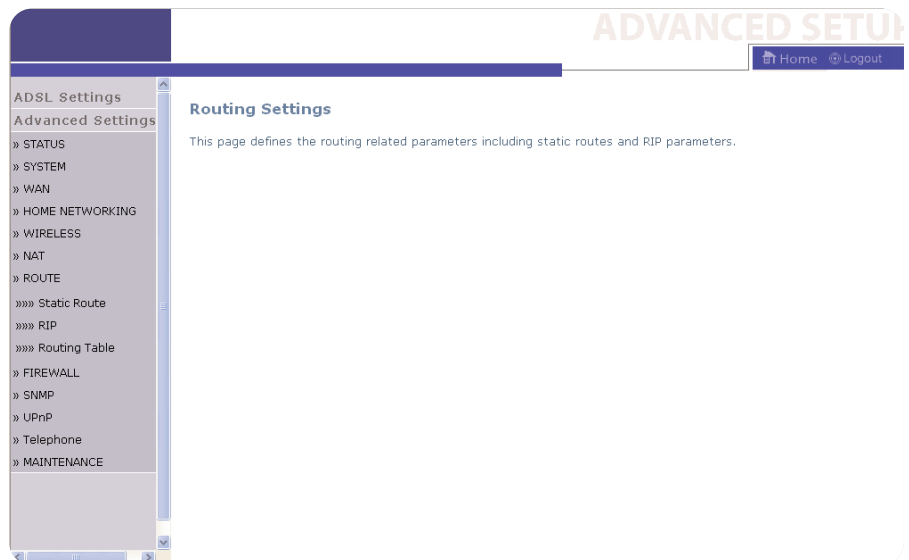 ADVANCED SETUP
Home Logout
ADSL Settings
Advanced Settings
» STATUS
» SYSTEM
» WAN
» HOME NETWORKING
» WIRELESS
» NAT
» ROUTE
»»» Static Route
»»» RIP
»»» Routing Table
» FIREWALL
» SNMP
» UPnP
» Telephone
» MAINTENANCE
Routing Settings
This page defines the routing related parameters including static routes and RIP parameters.